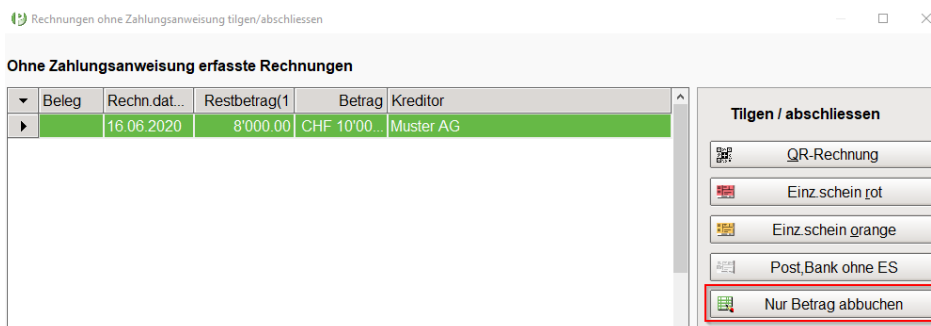 Rechnungen ohne Zahlungsanweisung tilgen/abschliessen
Ohne Zahlungsanweisung erfasste Rechnungen
Beleg Rechn.dat... Restbetrag(1 Betrag Kreditor
16.06.2020 8'000.00 CHF 10'00... Muster AG
Tilgen / abschliessen
QR-Rechnung
Einz.schein rot
Einz.schein orange
Post,Bank ohne ES
Nur Betrag abbuchen